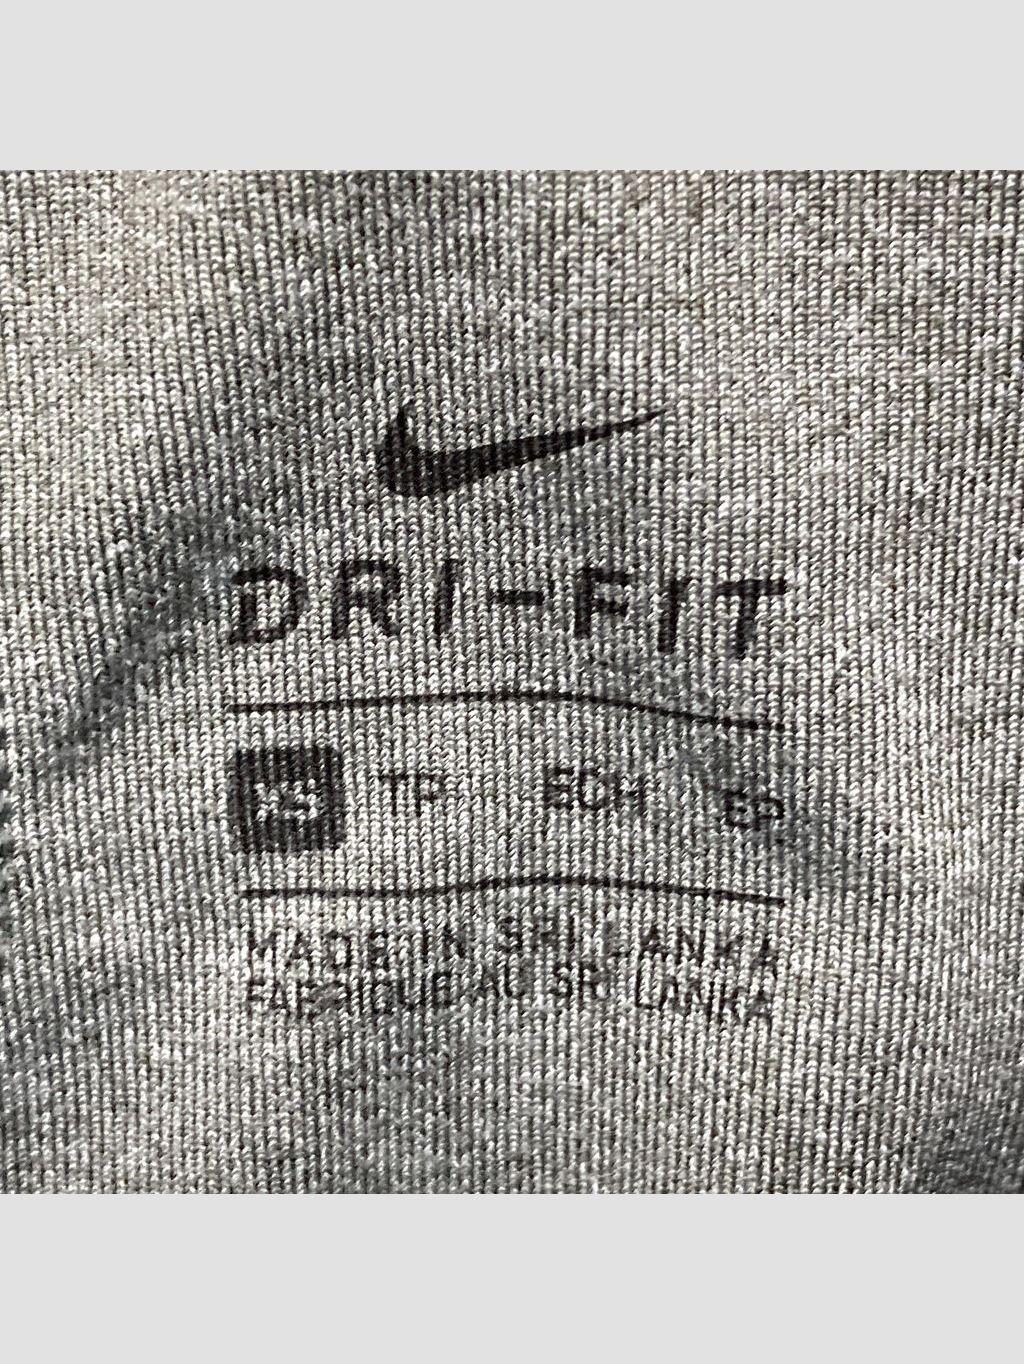 DRI-FIT
XS TP ECH EP
MADE IN SRI LANKA
FABRIQUE AU SRI LANKA